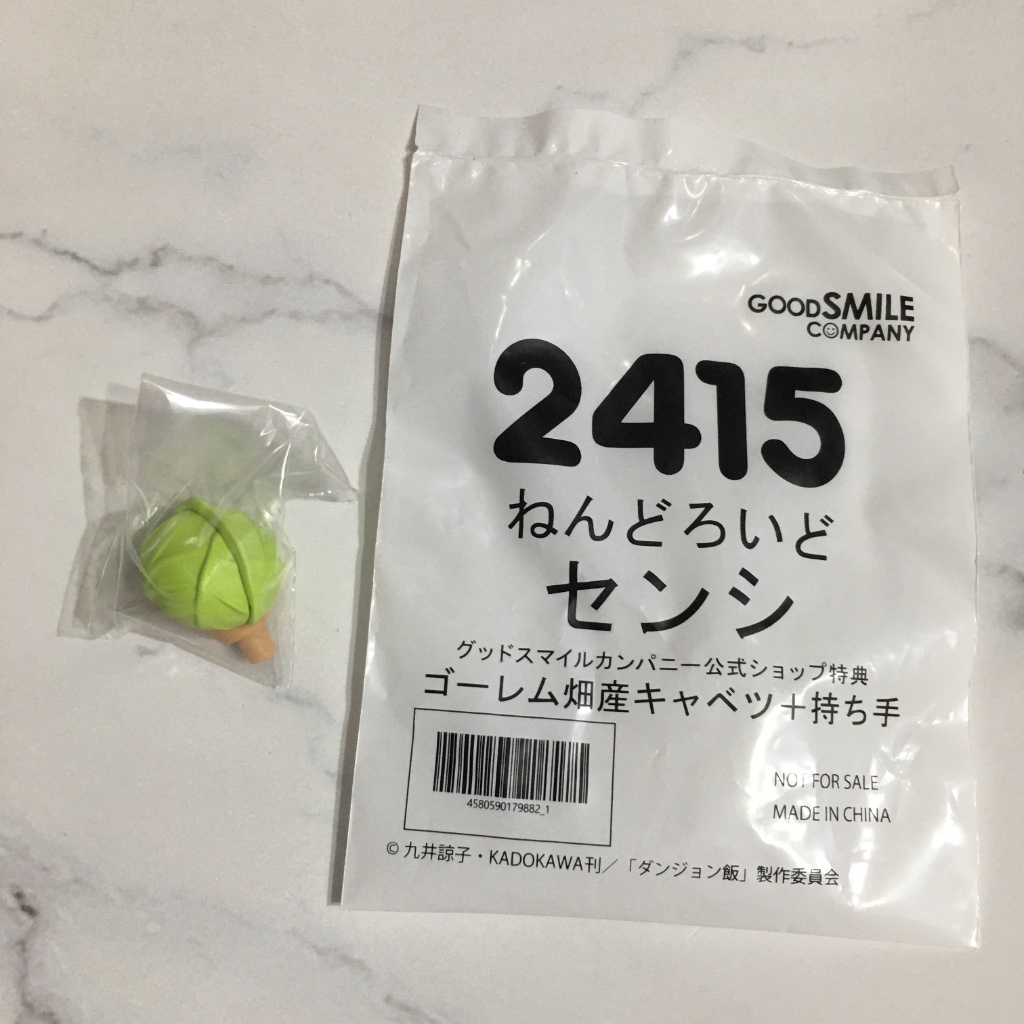 GOODSMILE
COMPANY
2415
ねんどろいど
センシ
グッドスマイルカンパニー公式ショップ特典
ゴーレム畑産キャベツ＋持ち手
4580590179882_1
NOT FOR SALE
MADE IN CHINA
© 九井諒子・KADOKAWA刊／「ダンジョン飯」製作委員会